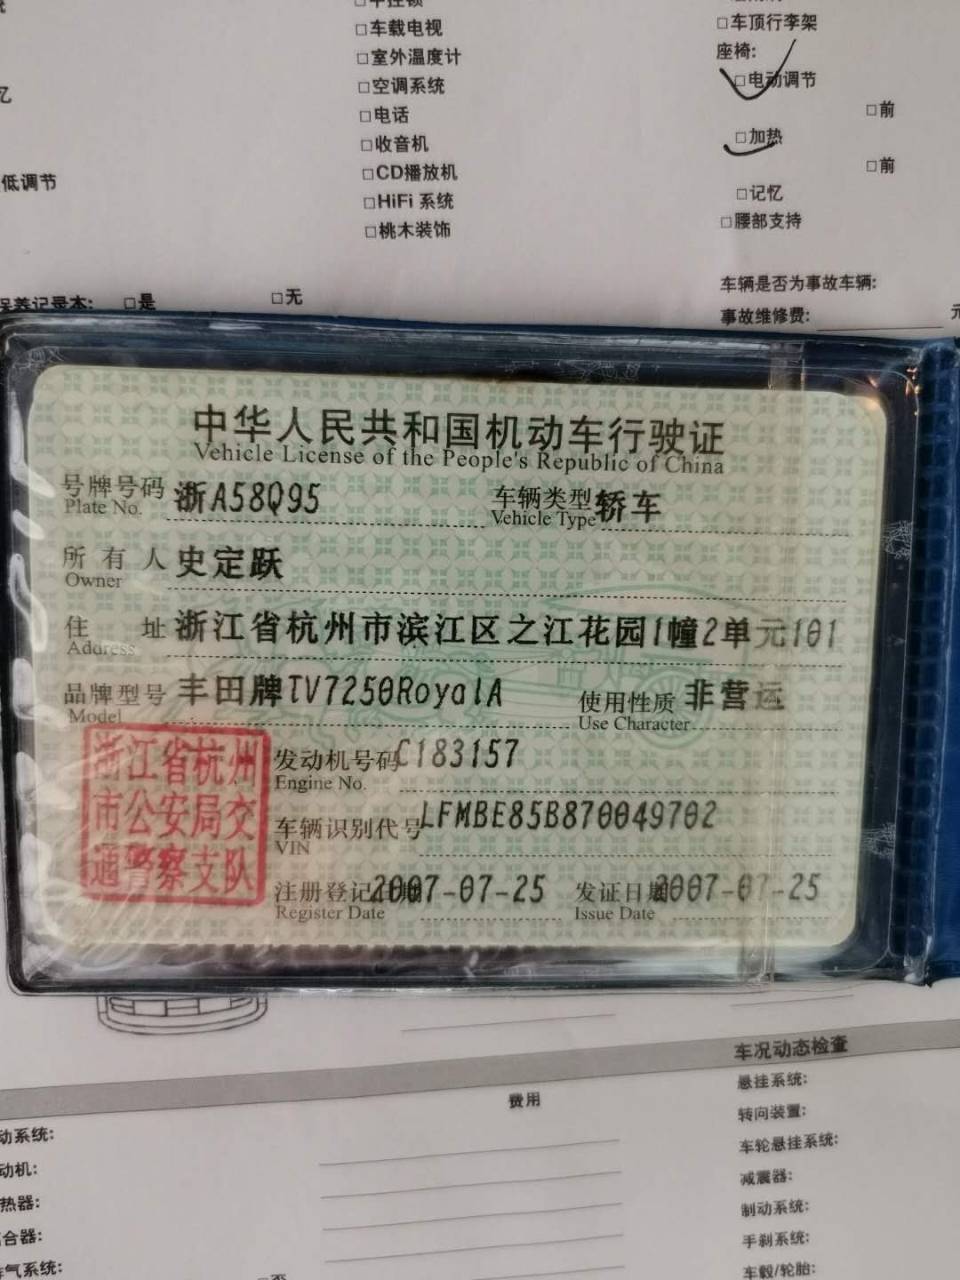 □车载电视
□室外温度计
□空调系统
□电话
□收音机
□CD播放机
□HiFi 系统
□桃木装饰
□车顶行李架
座椅:
□电动调节
□前
□加热
□前
□记忆
□腰部支持
低调节
保养记录本: □是 □无
车辆是否为事故车辆:
事故维修费: 元
中华人民共和国机动车行驶证
Vehicle License of the People's Republic of China
号牌号码 浙A58Q95 车辆类型 轿车
Plate No. Vehicle Type
所有人 史定跃
Owner
住址 浙江省杭州市滨江区之江花园1幢2单元101
Address
品牌型号 丰田牌TV7250RoyalA 使用性质 非营运
Model Use Character
浙江省杭州
市公安局交
通警察支队
发动机号码 C183157
Engine No.
车辆识别代号 LFMBE85B870049702
VIN
注册登记日期 2007-07-25 发证日期 2007-07-25
Register Date Issue Date
费用
动系统:
动机:
热器:
合器:
气系统:
车况动态检查
悬挂系统:
转向装置:
车轮悬挂系统:
减震器:
制动系统:
手刹系统:
车毂/轮胎: